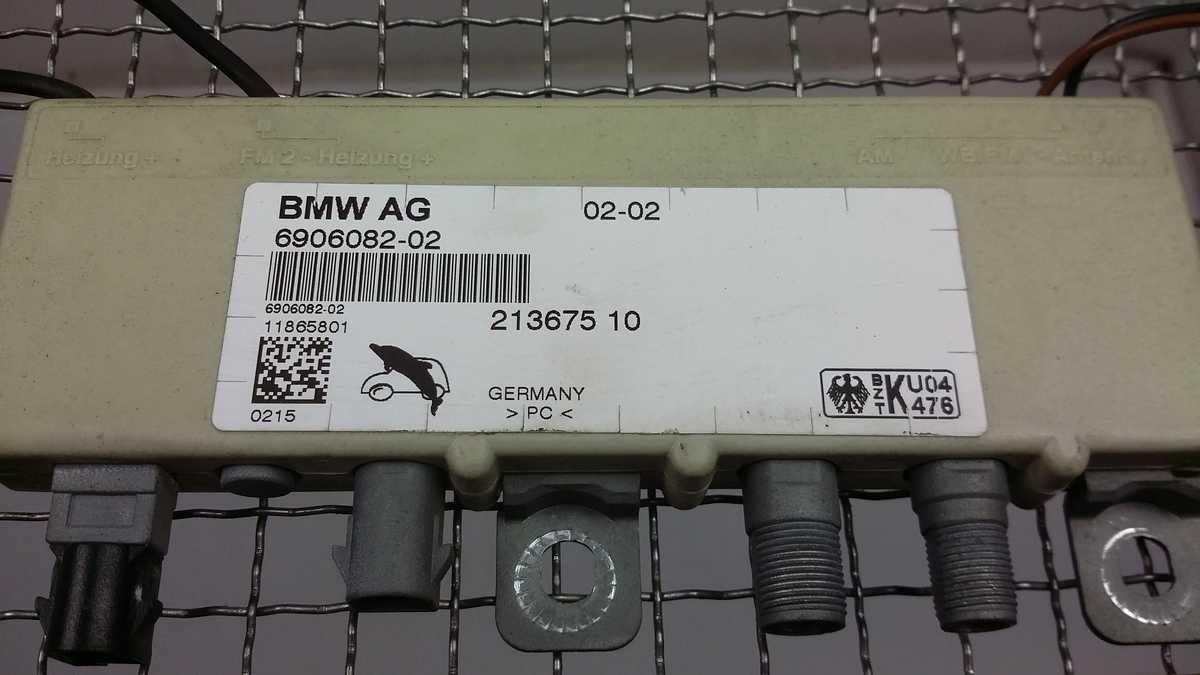 Heizung +
FM 2 - Heizung +
AM
BMW AG
02-02
6906082-02
6906082-02
11865801
213675 10
0215
GERMANY
> PC <
BZT
K
U04
476